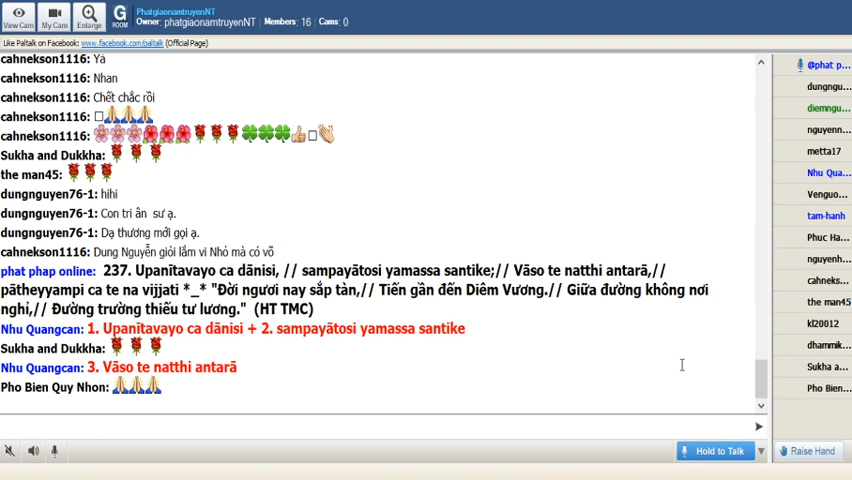 PhatgiaonamtruyenNT
G Owner: phatgiaonamtruyenNT Members: 16 Cams: 0
View Cam My Cam Enlarge ROOM
Like Paltalk on Facebook: www.facebook.com/paltalk (Official Page)
cahnekson1116: Yá
cahnekson1116: Nhan
cahnekson1116: Chết chắc rồi
cahnekson1116:
cahnekson1116:
Sukha and Dukkha:
the man45:
dungnguyen76-1: hihi
dungnguyen76-1: Con tri ân sư ạ.
dungnguyen76-1: Dạ thương mới gọi ạ.
cahnekson1116: Dung Nguyễn giỏi lắm vi Nhỏ mà có võ
phat phap online: 237. Upanītavayo ca dānisi, // sampayātosi yamassa santike;// Vāso te natthi antarā,//
pātheyyampi ca te na vijjati *_* "Đời ngươi nay sắp tàn,// Tiến gần đến Diêm Vương.// Giữa đường không nơi
nghỉ,// Đường trường thiếu tư lương." (HT TMC)
Nhu Quangcan: 1. Upanītavayo ca dānisi + 2. sampayātosi yamassa santike
Sukha and Dukkha:
Nhu Quangcan: 3. Vāso te natthi antarā
Pho Bien Quy Nhon:
Hold to Talk
Raise Hand
@phat p...
dungngu...
diemngu...
nguyenn...
metta17
Nhu Qua...
Venguo...
tam-hanh
Phuc Ha...
nguyenh...
cahneks...
the man45
kl20012
dhammik...
Sukha a...
Pho Bien...